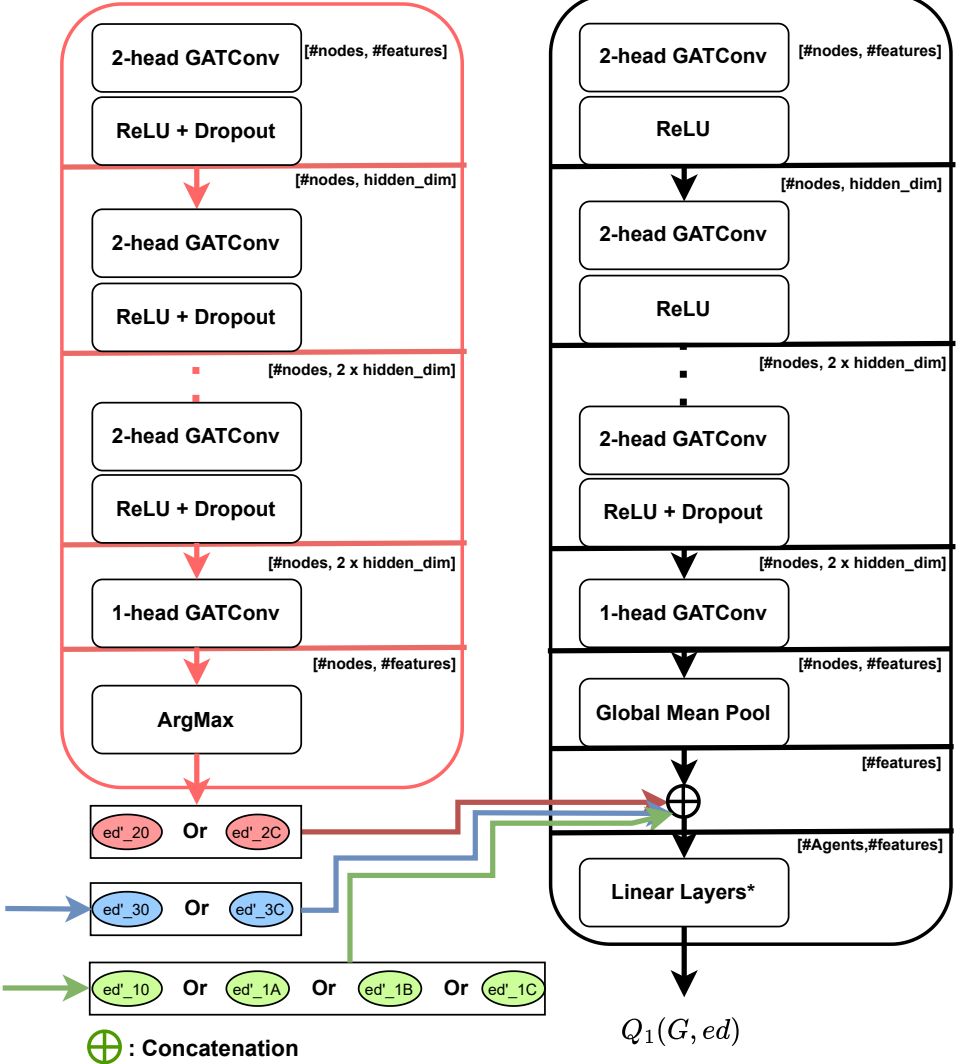 2-head GATConv
[#nodes, #features]
ReLU + Dropout
[#nodes, hidden_dim]
2-head GATConv
ReLU + Dropout
[#nodes, 2 x hidden_dim]
2-head GATConv
ReLU + Dropout
[#nodes, 2 x hidden_dim]
1-head GATConv
[#nodes, #features]
ArgMax
ed'_20 Or ed'_2C
ed'_30 Or ed'_3C
ed'_10 Or ed'_1A Or ed'_1B Or ed'_1C
: Concatenation
2-head GATConv
[#nodes, #features]
ReLU
[#nodes, hidden_dim]
2-head GATConv
ReLU
[#nodes, 2 x hidden_dim]
2-head GATConv
ReLU + Dropout
[#nodes, 2 x hidden_dim]
1-head GATConv
[#nodes, #features]
Global Mean Pool
[#features]
[#Agents,#features]
Linear Layers*
Q₁(G, ed)